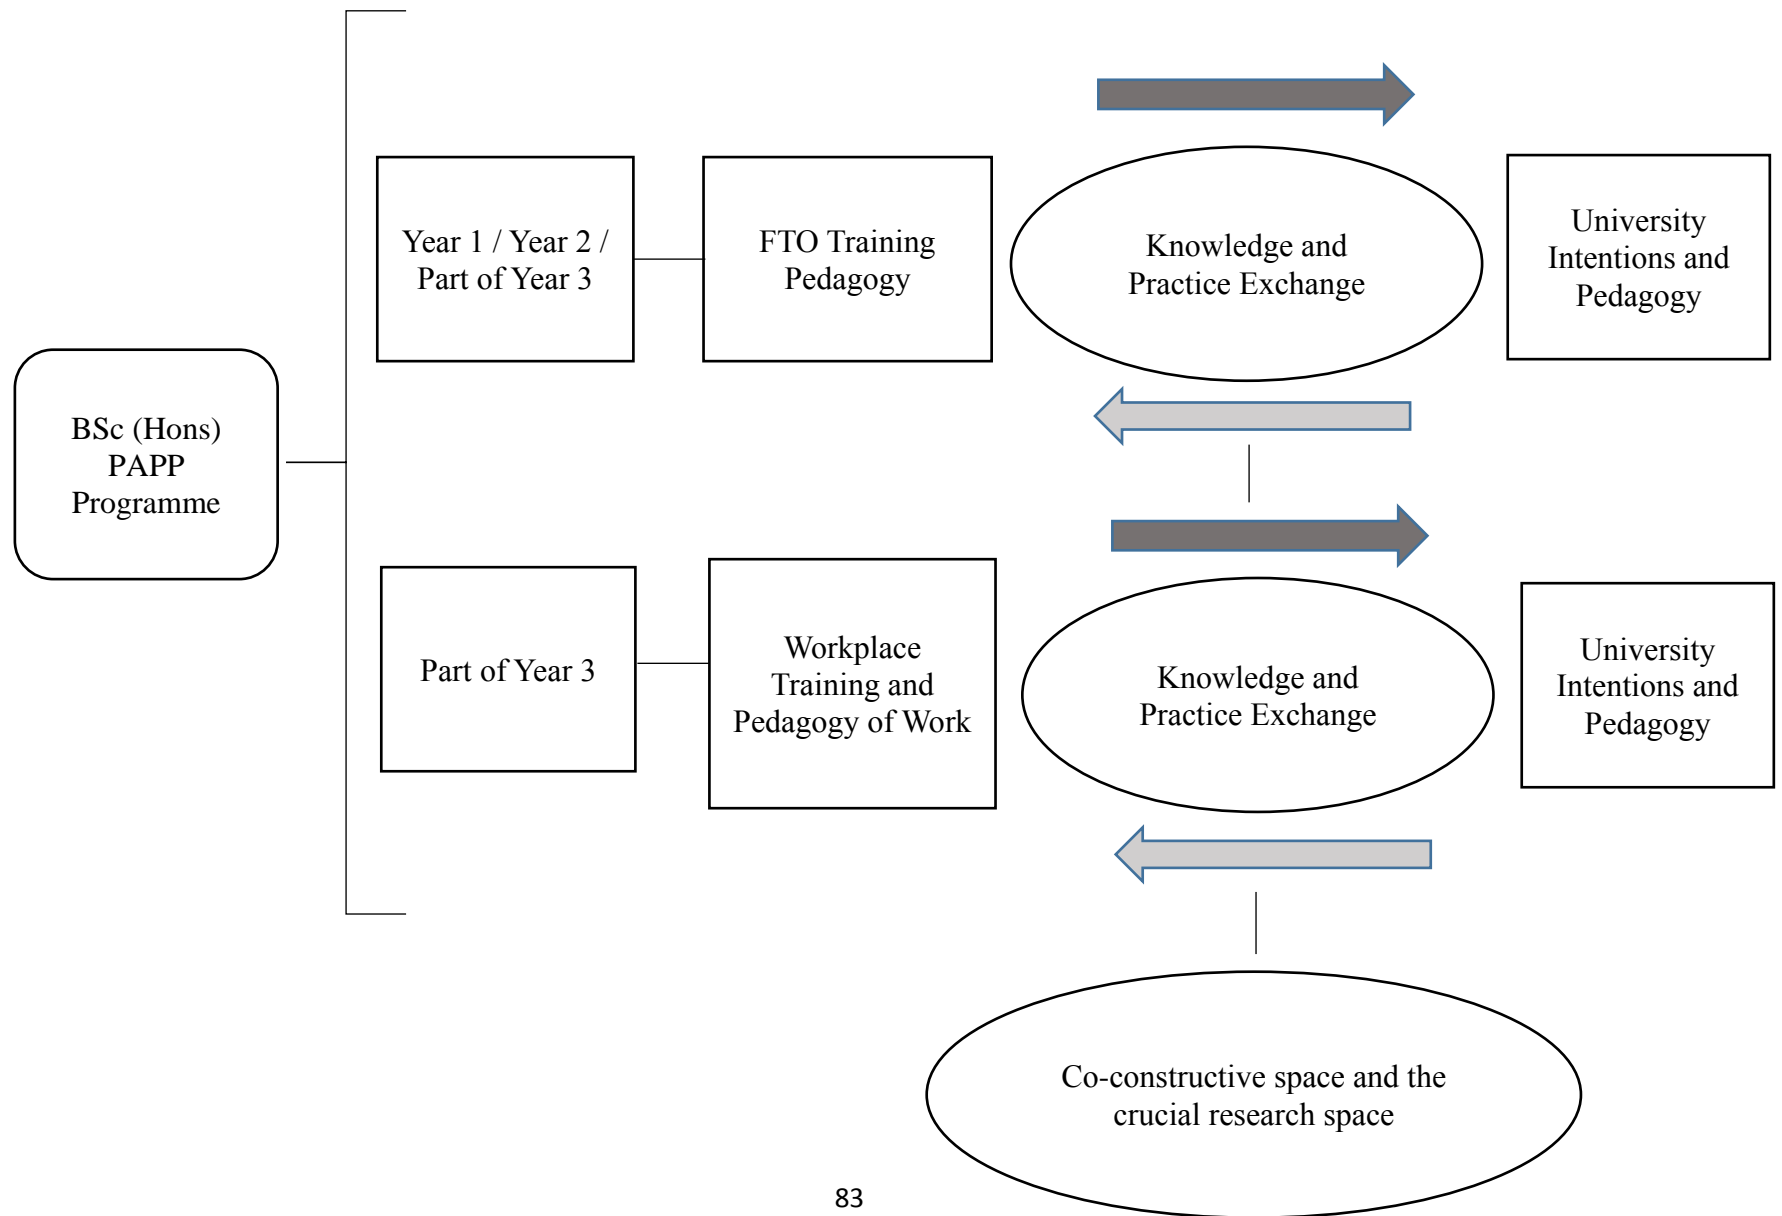 BSc (Hons)
PAPP
Programme
Year 1 / Year 2 /
Part of Year 3
FTO Training
Pedagogy
Knowledge and
Practice Exchange
University
Intentions and
Pedagogy
Part of Year 3
Workplace
Training and
Pedagogy of Work
Knowledge and
Practice Exchange
University
Intentions and
Pedagogy
Co-constructive space and the
crucial research space
83